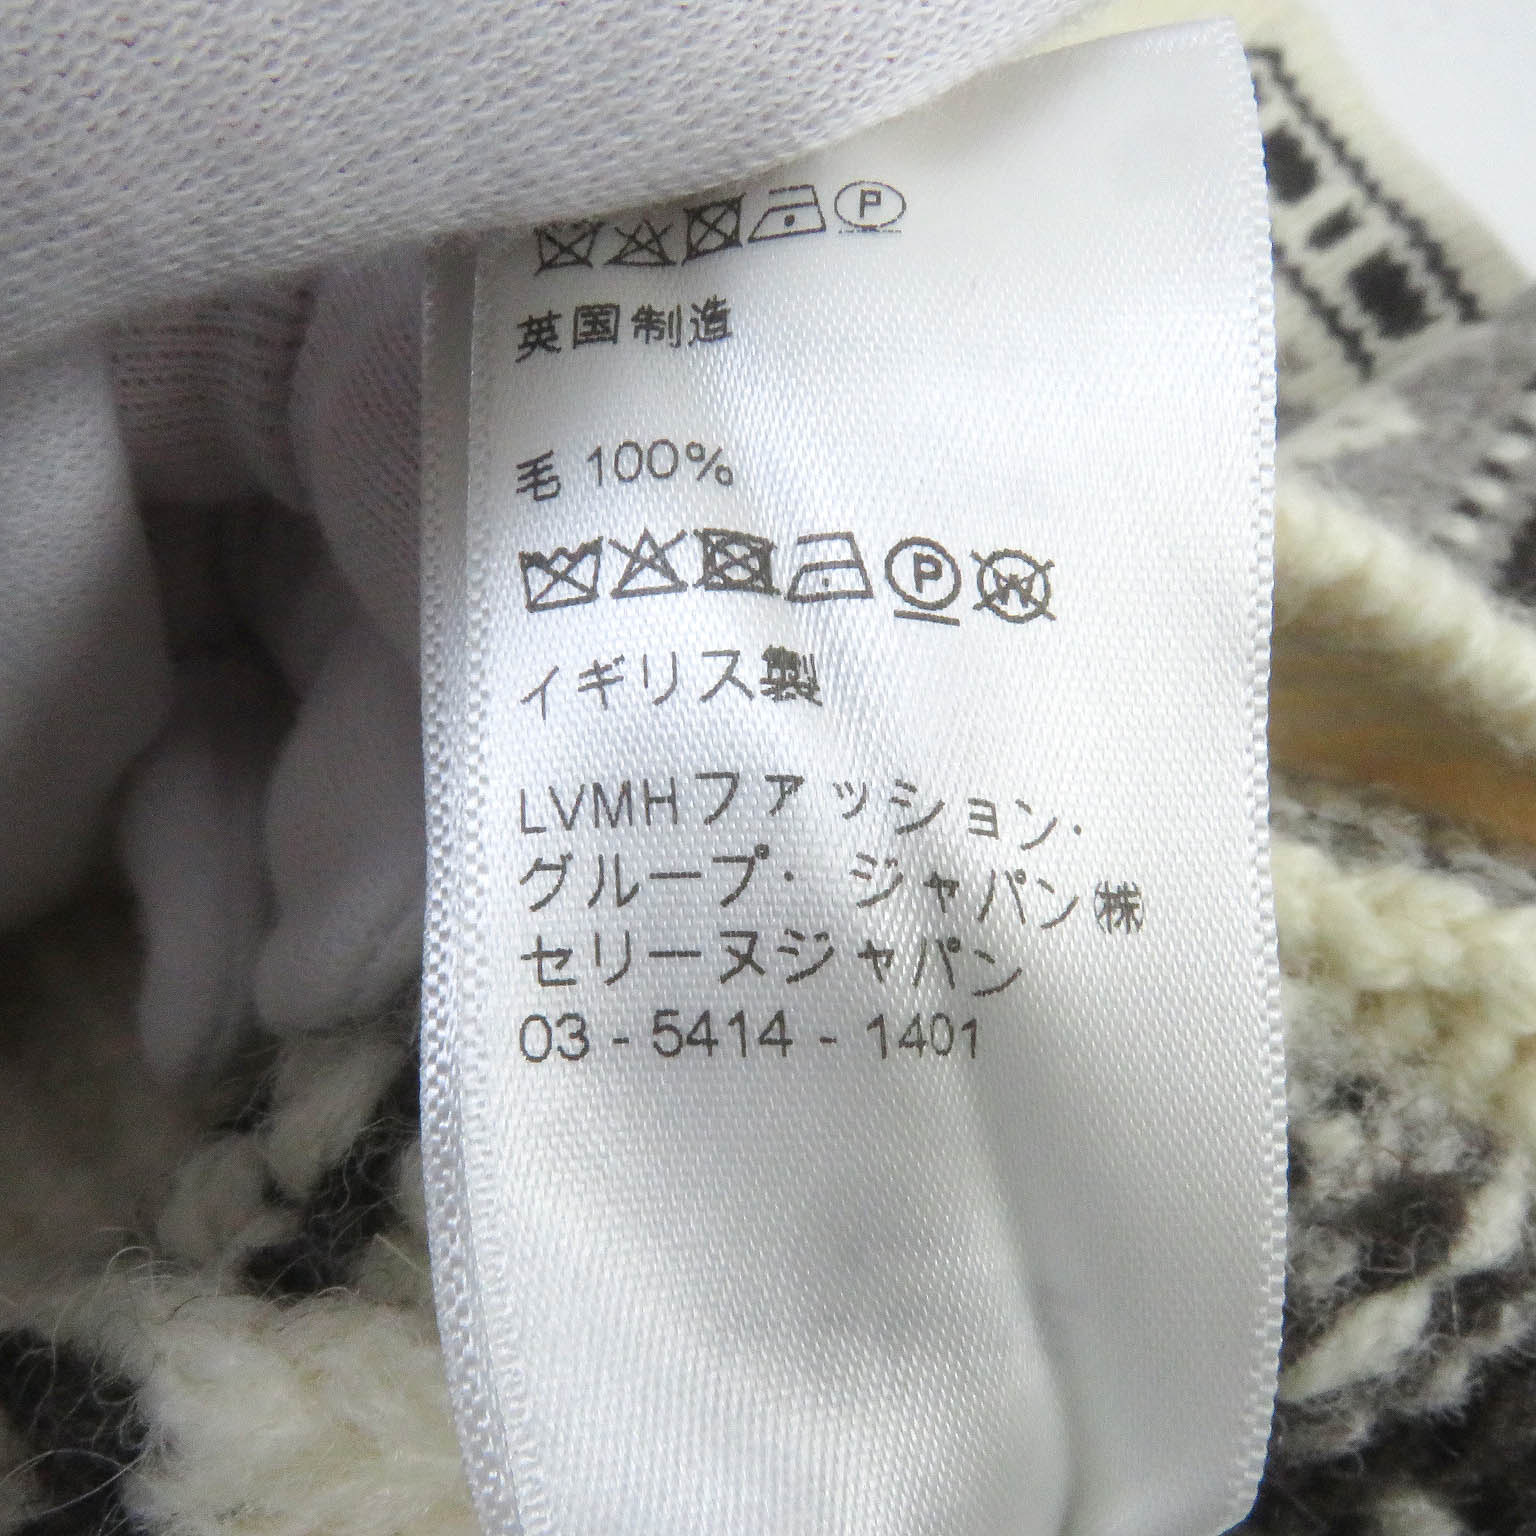 P
英国制造
毛 100%
P W
イギリス製
LVMHファッション・
グループ・ジャパン㈱
セリーヌジャパン
03 - 5414 - 1401